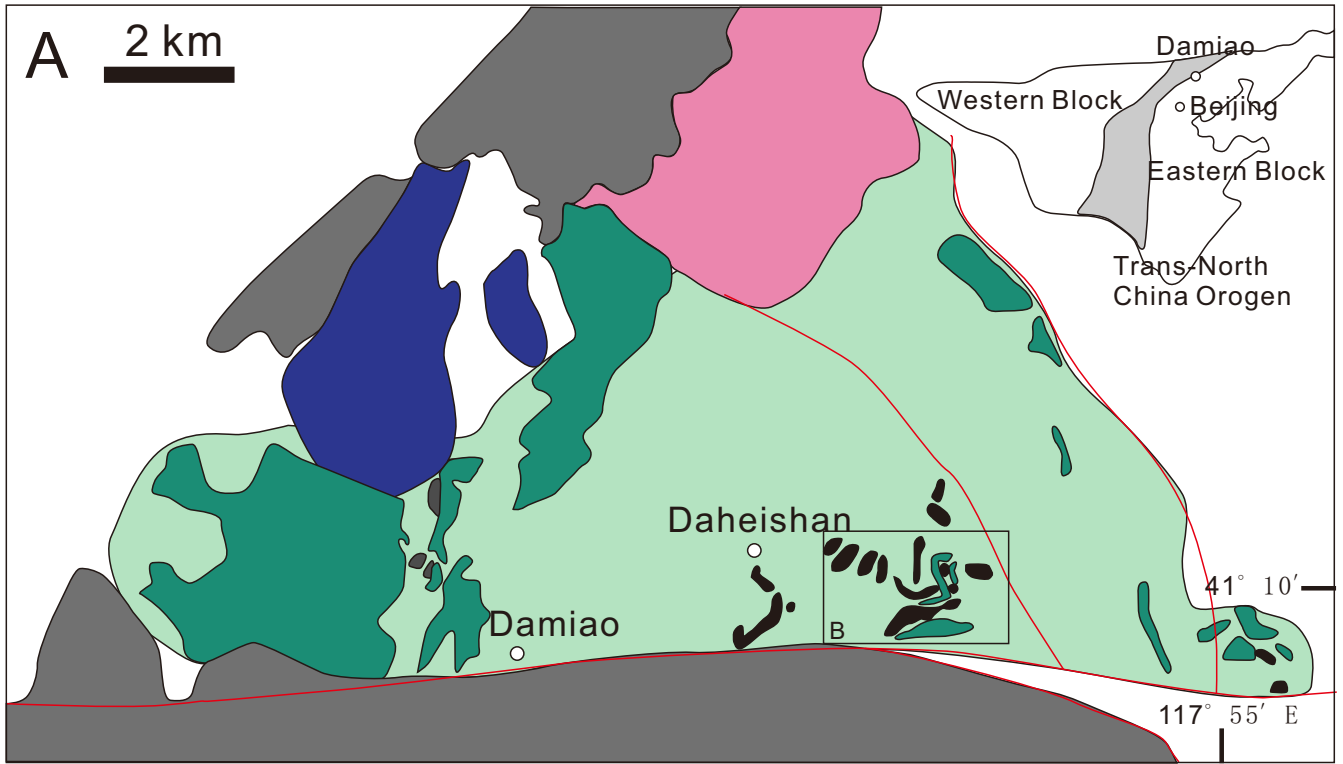 A
2 km
Damiao
Western Block
Beijing
Eastern Block
Trans-North
China Orogen
Daheishan
41° 10′
Damiao
B
117° 55′ E